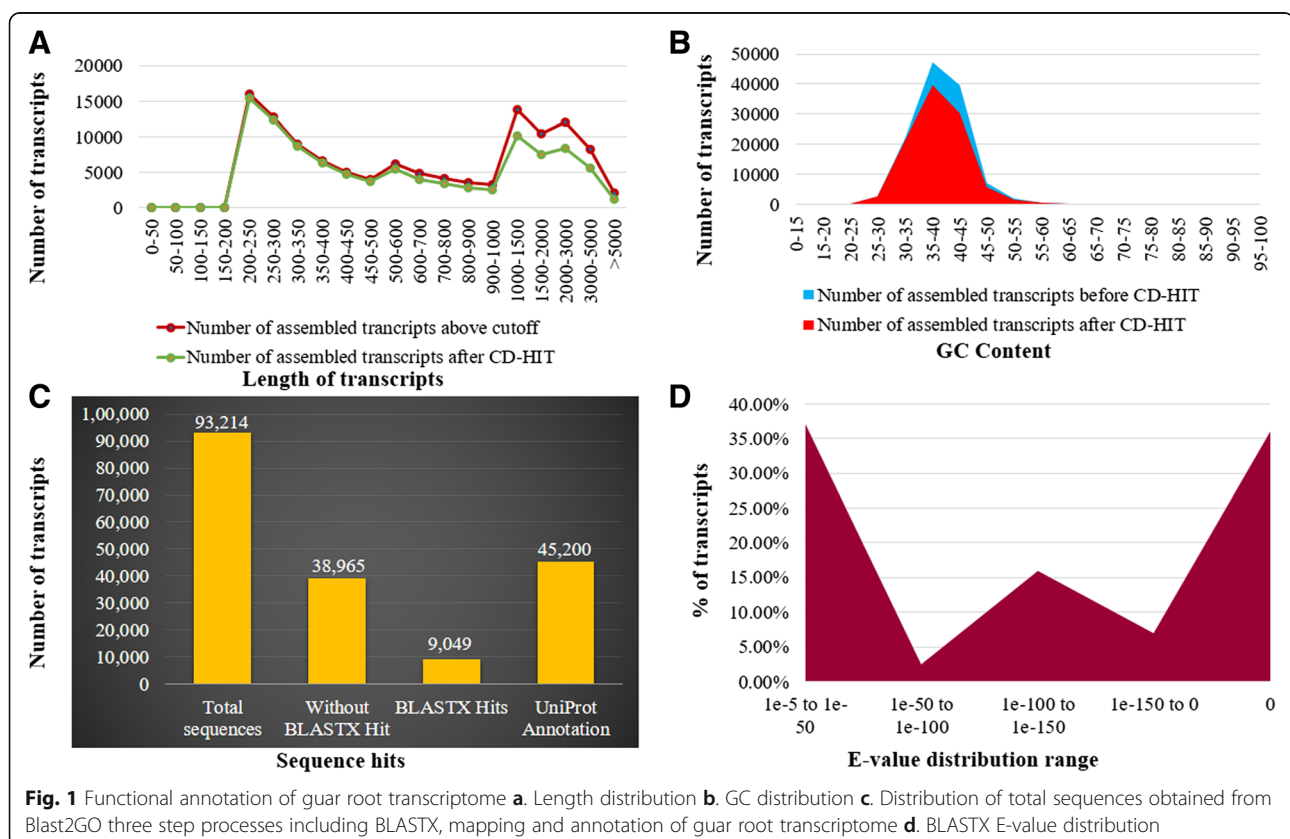 A
20000
15000
10000
5000
0
Number of transcripts
0-50
50-100
100-150
150-200
200-250
250-300
300-350
350-400
400-450
450-500
500-600
600-700
700-800
800-900
900-1000
1000-1500
1500-2000
2000-3000
3000-5000
>5000
Number of assembled trancripts above cutoff
Number of assembled transcripts after CD-HIT
Length of transcripts
B
50000
40000
30000
20000
10000
0
Number of transcripts
0-15
15-20
20-25
25-30
30-35
35-40
40-45
45-50
50-55
55-60
60-65
65-70
70-75
75-80
80-85
85-90
90-95
95-100
Number of assembled transcripts before CD-HIT
Number of assembled transcripts after CD-HIT
GC Content
C
1,00,000
90,000
80,000
70,000
60,000
50,000
40,000
30,000
20,000
10,000
0
Number of transcripts
93,214
38,965
9,049
45,200
Total
sequences
Without
BLASTX Hit
BLASTX Hits
UniProt
Annotation
Sequence hits
D
40.00%
35.00%
30.00%
25.00%
20.00%
15.00%
10.00%
5.00%
0.00%
% of transcripts
1e-5 to 1e-
50
1e-50 to
1e-100
1e-100 to
1e-150
1e-150 to 0
0
E-value distribution range
Fig. 1 Functional annotation of guar root transcriptome a. Length distribution b. GC distribution c. Distribution of total sequences obtained from
Blast2GO three step processes including BLASTX, mapping and annotation of guar root transcriptome d. BLASTX E-value distribution